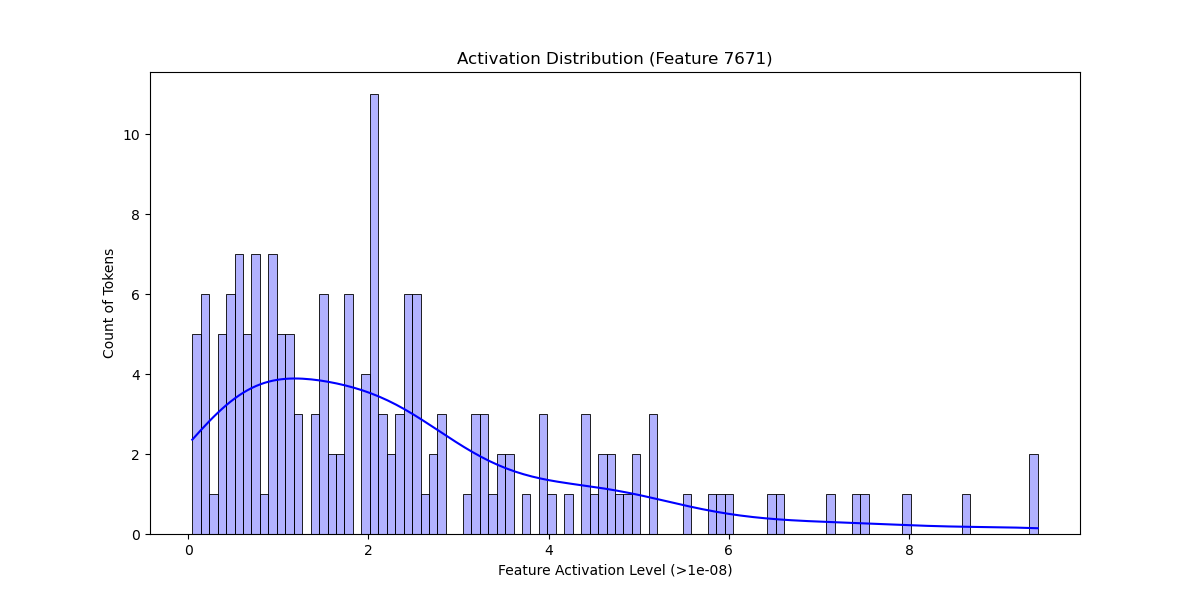 Activation Distribution (Feature 7671)
10
8
6
4
2
0
Count of Tokens
0 2 4 6 8
Feature Activation Level (>1e-08)